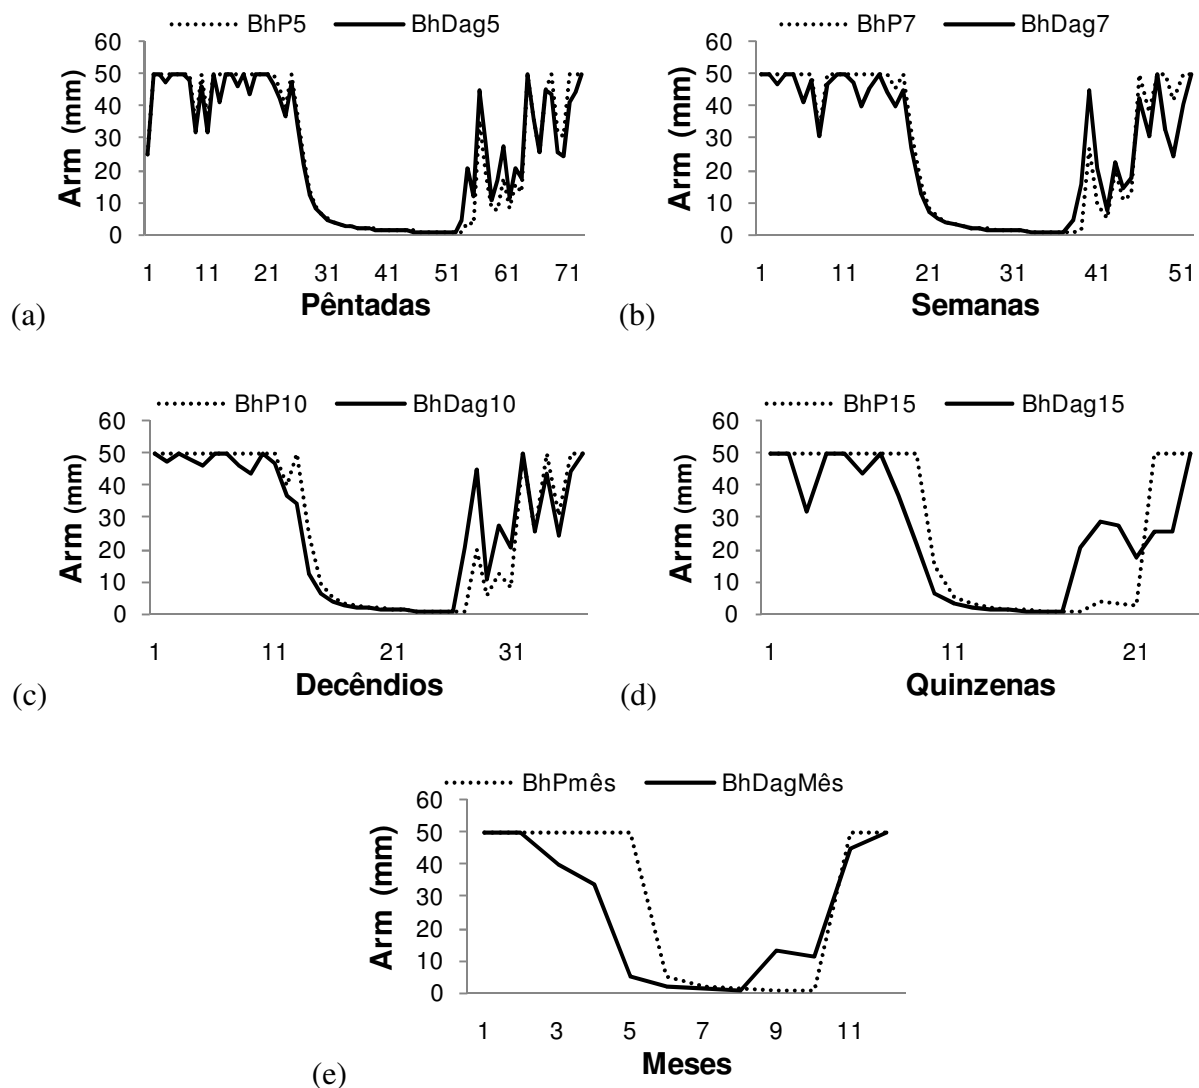 BhP5 BhDag5
60
50
40
30
20
10
0
Arm (mm)
1 11 21 31 41 51 61 71
Pêntadas
(a)
BhP7 BhDag7
60
50
40
30
20
10
0
Arm (mm)
1 11 21 31 41 51
Semanas
(b)
BhP10 BhDag10
60
50
40
30
20
10
0
Arm (mm)
1 11 21 31
Decêndios
(c)
BhP15 BhDag15
60
50
40
30
20
10
0
Arm (mm)
1 11 21
Quinzenas
(d)
BhPmês BhDagMês
60
50
40
30
20
10
0
Arm (mm)
1 3 5 7 9 11
Meses
(e)